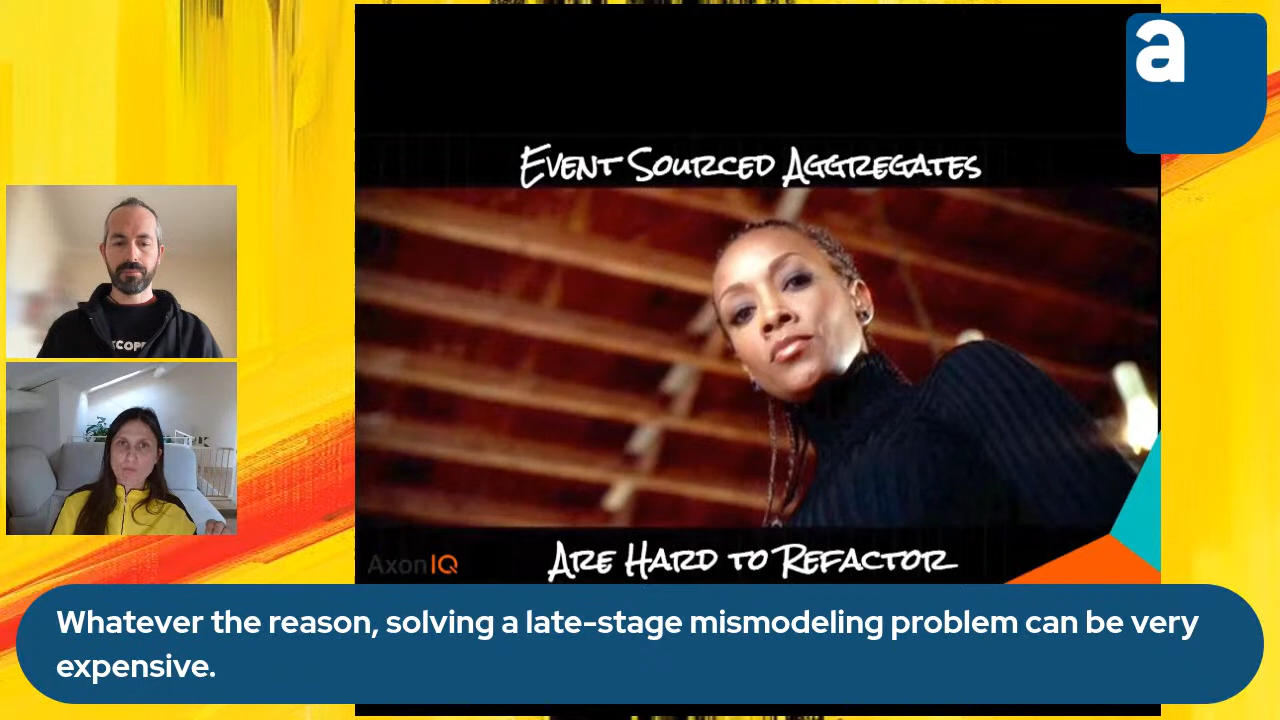 a
EVENT SOURCED AGGREGATES
AxonIQ
ARE HARD TO REFACTOR
Whatever the reason, solving a late-stage mismodeling problem can be very
expensive.